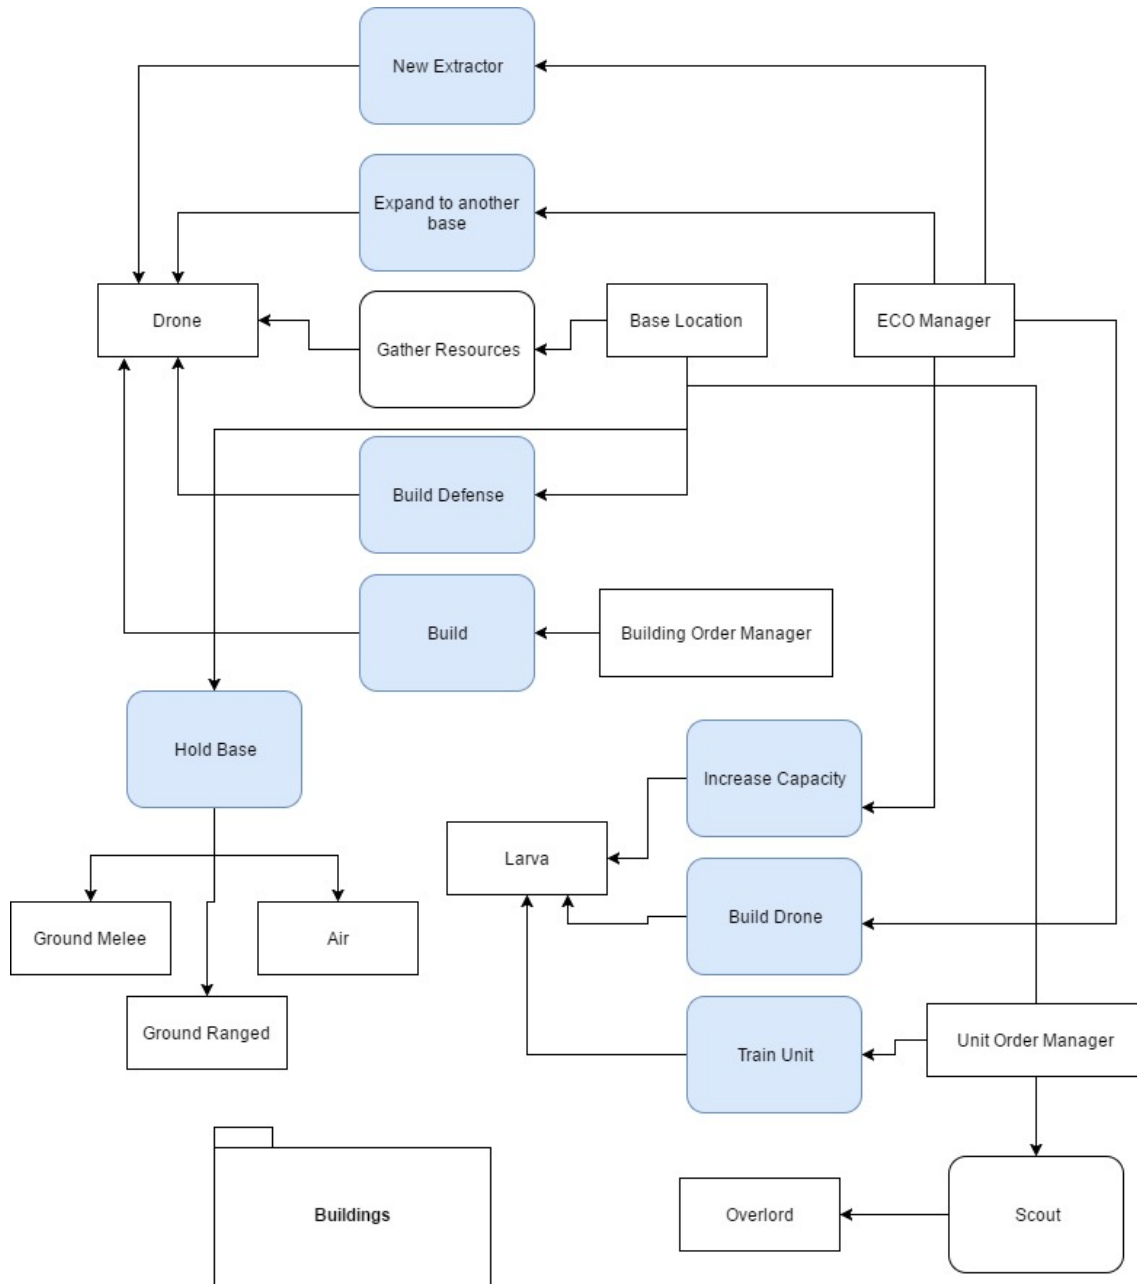 New Extractor
Expand to another
base
Drone
Gather Resources
Base Location
ECO Manager
Build Defense
Build
Building Order Manager
Hold Base
Increase Capacity
Larva
Build Drone
Ground Melee
Air
Ground Ranged
Train Unit
Unit Order Manager
Buildings
Overlord
Scout